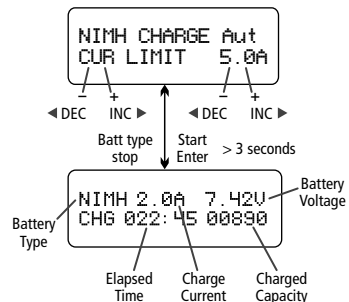 NIMH CHARGE Aut
CUR LIMIT 5.0A
− + − +
◀DEC INC▶ ◀DEC INC▶
Batt type stop
Start Enter
> 3 seconds
NIMH 2.0A 7.42V
CHG 022:45 00890
Battery Type
Battery Voltage
Elapsed Time
Charge Current
Charged Capacity